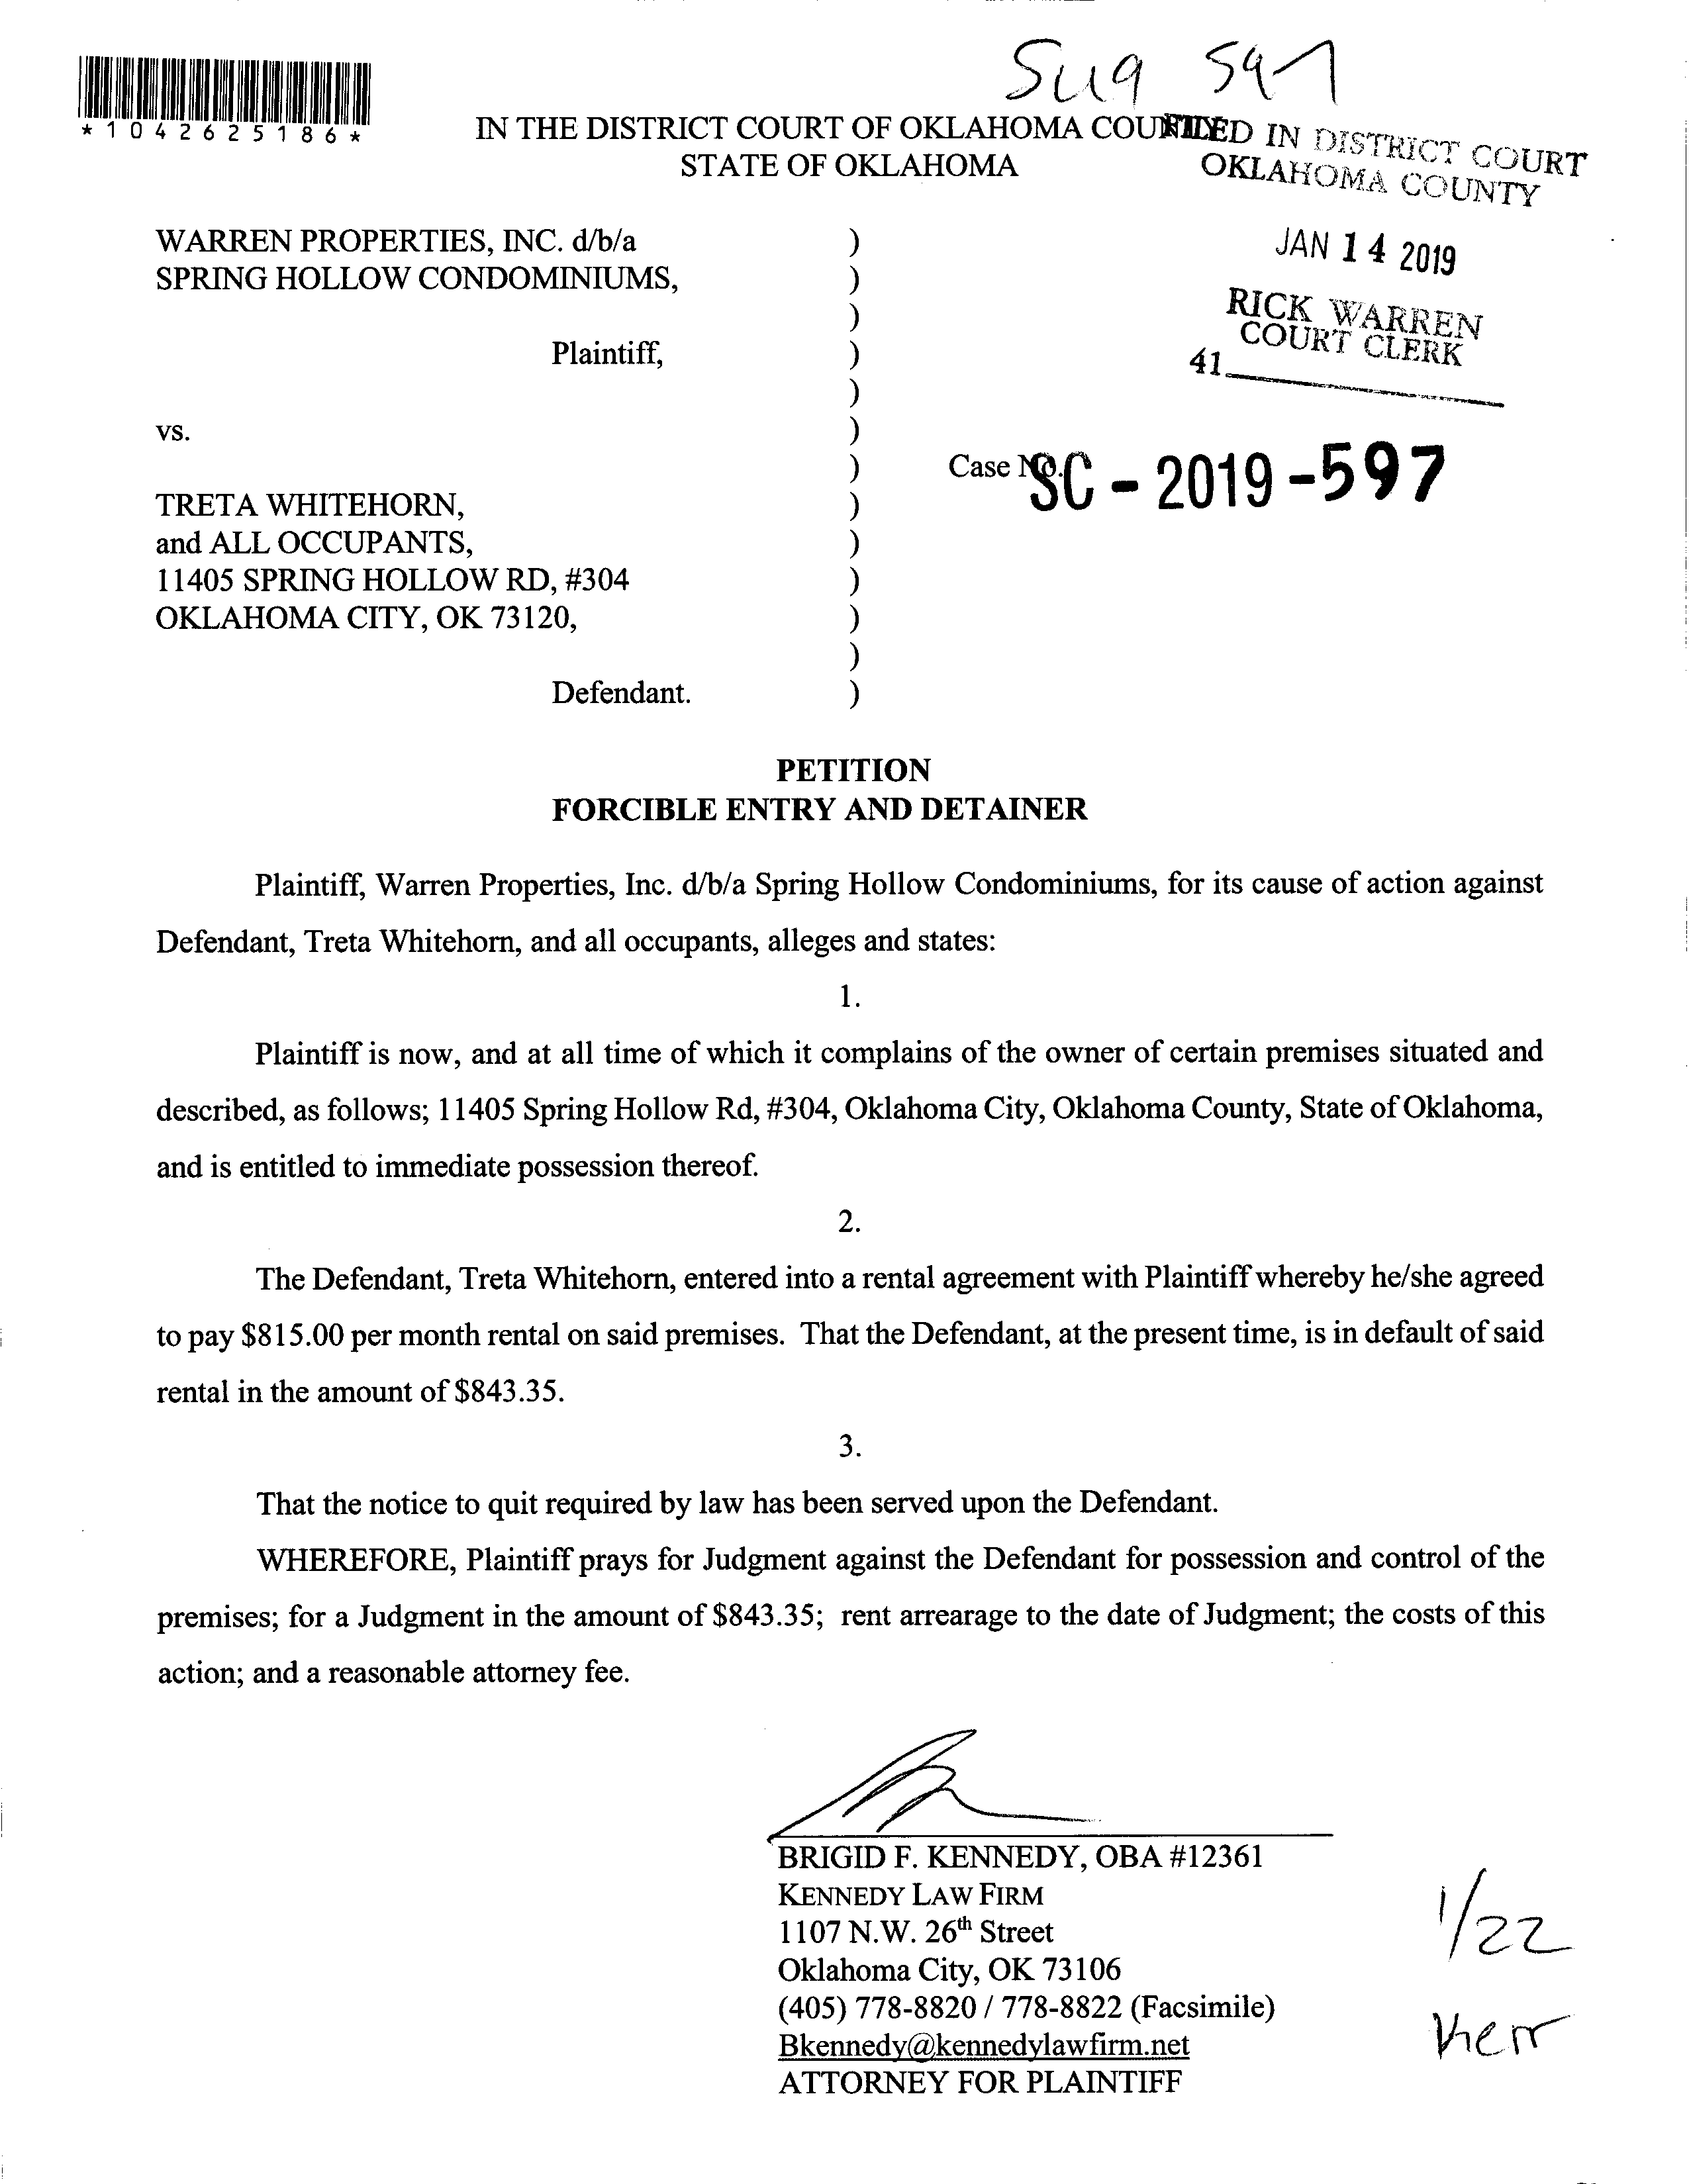 *1042625186*
IN THE DISTRICT COURT OF OKLAHOMA
STATE OF OKLAHOMA
FILED IN DISTRICT COURT
OKLAHOMA COUNTY
JAN 14 2019
RICK WARREN
COURT CLERK
41
WARREN PROPERTIES, INC. d/b/a )
SPRING HOLLOW CONDOMINIUMS, )
)
Plaintiff, )
)
vs. )
) Case No. SC-2019-597
TRETA WHITEHORN, )
and ALL OCCUPANTS, )
11405 SPRING HOLLOW RD, #304 )
OKLAHOMA CITY, OK 73120, )
)
Defendant. )
PETITION
FORCIBLE ENTRY AND DETAINER
Plaintiff, Warren Properties, Inc. d/b/a Spring Hollow Condominiums, for its cause of action against
Defendant, Treta Whitehorn, and all occupants, alleges and states:
1.
Plaintiff is now, and at all time of which it complains of the owner of certain premises situated and
described, as follows; 11405 Spring Hollow Rd, #304, Oklahoma City, Oklahoma County, State of Oklahoma,
and is entitled to immediate possession thereof.
2.
The Defendant, Treta Whitehorn, entered into a rental agreement with Plaintiff whereby he/she agreed
to pay $815.00 per month rental on said premises. That the Defendant, at the present time, is in default of said
rental in the amount of $843.35.
3.
That the notice to quit required by law has been served upon the Defendant.
WHEREFORE, Plaintiff prays for Judgment against the Defendant for possession and control of the
premises; for a Judgment in the amount of $843.35; rent arrearage to the date of Judgment; the costs of this
action; and a reasonable attorney fee.
BRIGID F. KENNEDY, OBA #12361
KENNEDY LAW FIRM
1107 N.W. 26th Street
Oklahoma City, OK 73106
(405) 778-8820 / 778-8822 (Facsimile)
Bkennedy@kennedylawfirm.net
ATTORNEY FOR PLAINTIFF
1/22
Kerr